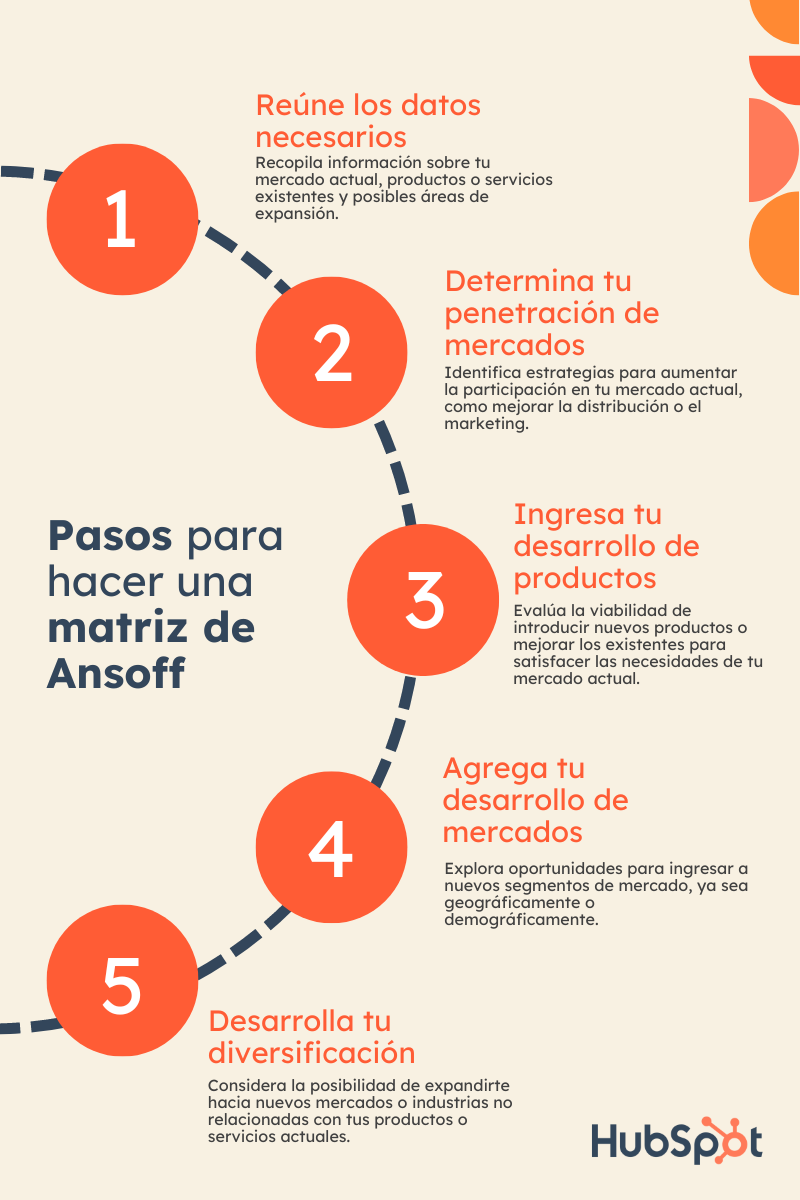 1
Reúne los datos
necesarios
Recopila información sobre tu
mercado actual, productos o servicios
existentes y posibles áreas de
expansión.
2
Determina tu
penetración de
mercados
Identifica estrategias para aumentar
la participación en tu mercado actual,
como mejorar la distribución o el
marketing.
Pasos para
hacer una
matriz de
Ansoff
3
Ingresa tu
desarrollo de
productos
Evalúa la viabilidad de
introducir nuevos productos o
mejorar los existentes para
satisfacer las necesidades de tu
mercado actual.
4
Agrega tu
desarrollo de
mercados
Explora oportunidades para ingresar a
nuevos segmentos de mercado, ya sea
geográficamente o
demográficamente.
5
Desarrolla tu
diversificación
Considera la posibilidad de expandirte
hacia nuevos mercados o industrias no
relacionadas con tus productos o
servicios actuales.
HubSpot